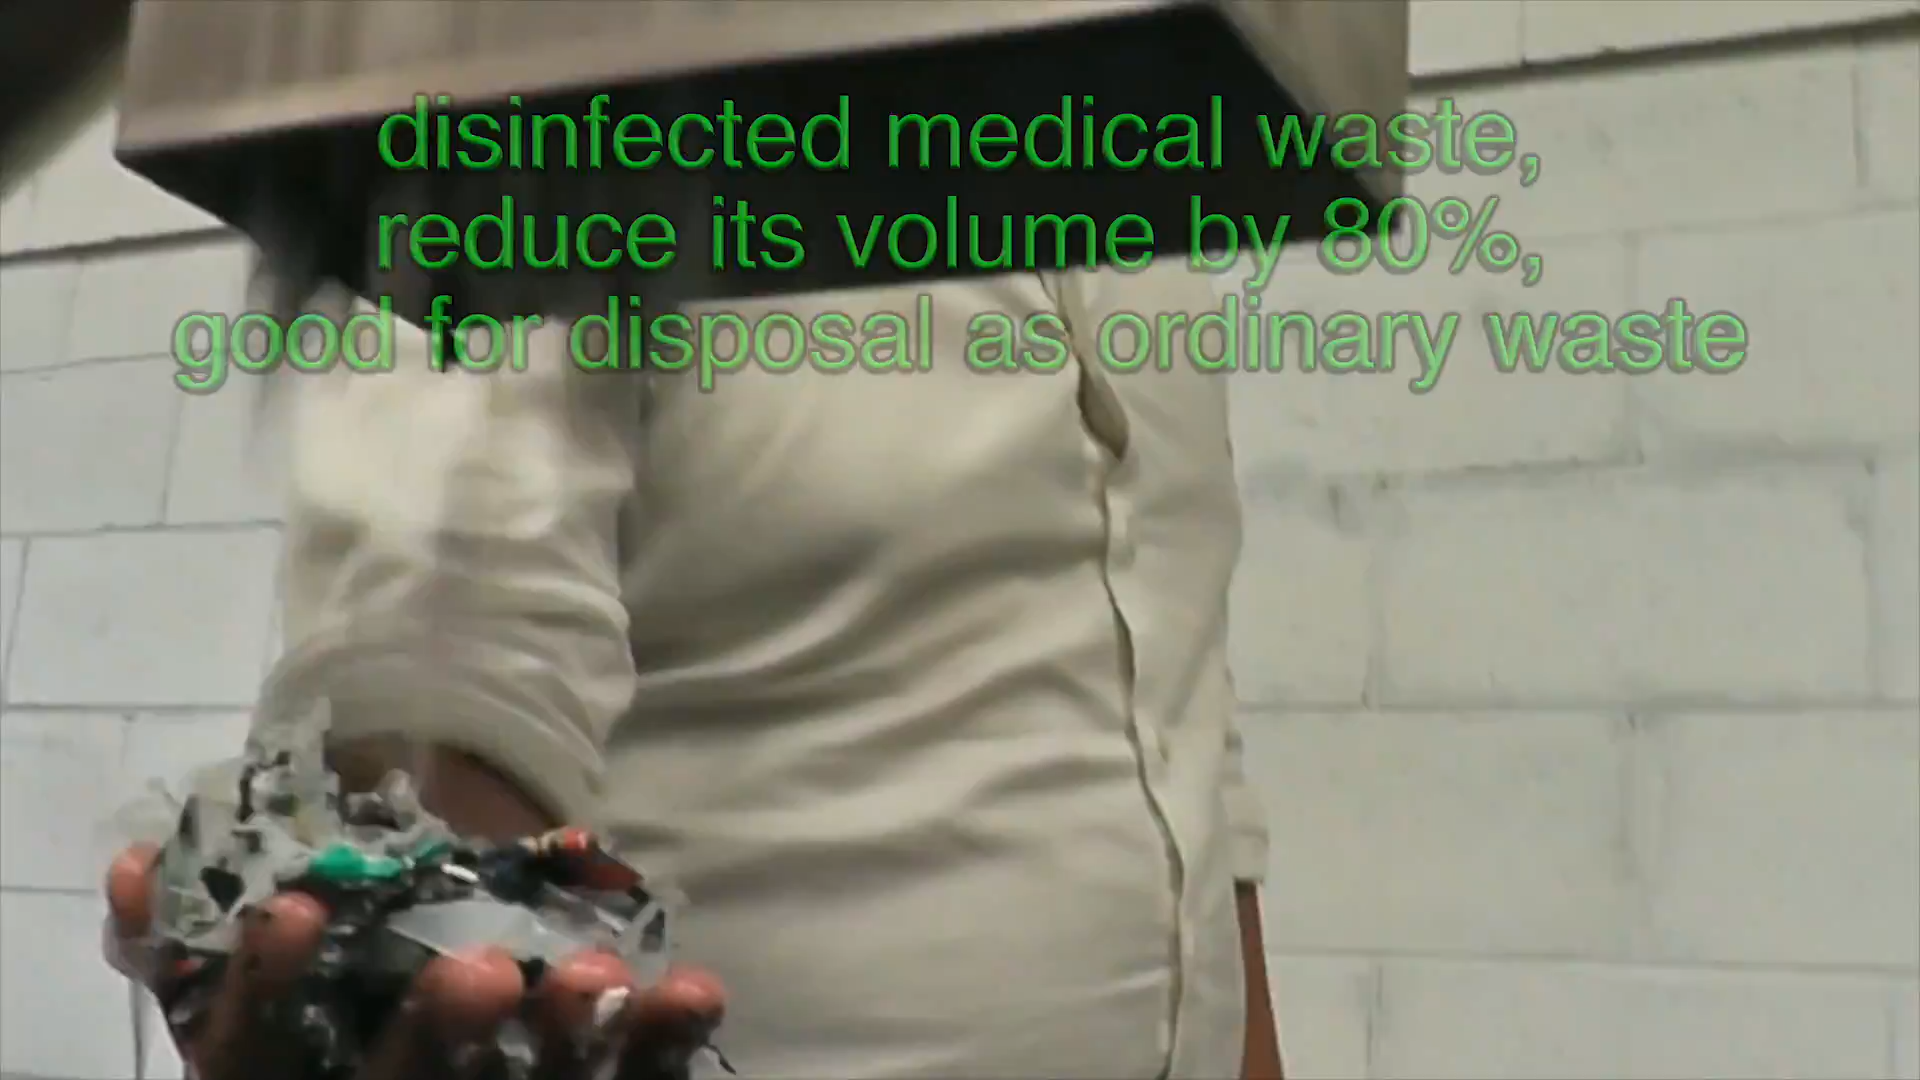 disinfected medical waste,
reduce its volume by 80%,
good for disposal as ordinary waste